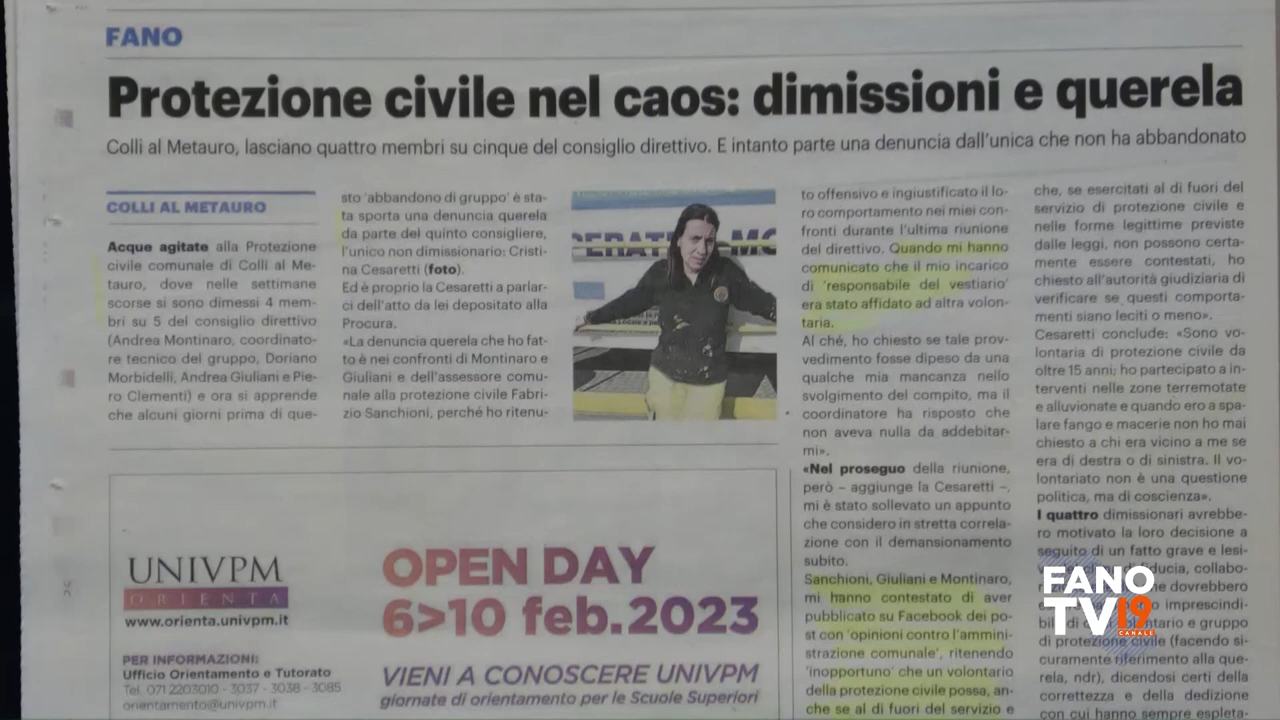 FANO
Protezione civile nel caos: dimissioni e querela
Colli al Metauro, lasciano quattro membri su cinque del consiglio direttivo. E intanto parte una denuncia dall'unica che non ha abbandonato
COLLI AL METAURO
Acque agitate alla Protezione
civile comunale di Colli al Me-
tauro, dove nelle settimane
scorse si sono dimessi 4 mem-
bri su 5 del consiglio direttivo
(Andrea Montinaro, coordinato-
re tecnico del gruppo, Doriano
Morbidelli, Andrea Giuliani e Pie-
ro Clementi) e ora si apprende
che alcuni giorni prima di que-
sto 'abbandono di gruppo' è sta-
ta sporta una denuncia querela
da parte del quinto consigliere,
l'unico non dimissionario: Cristi-
na Cesaretti (foto).
Ed è proprio la Cesaretti a parlar-
ci dell'atto da lei depositato alla
Procura.
«La denuncia querela che ho fat-
to è nei confronti di Montinaro e
Giuliani e dell'assessore comu-
nale alla protezione civile Fabri-
zio Sanchioni, perché ho ritenu-
to offensivo e ingiustificato il lo-
ro comportamento nei miei con-
fronti durante l'ultima riunione
del direttivo. Quando mi hanno
comunicato che il mio incarico
di 'responsabile del vestiario'
era stato affidato ad altra volon-
taria.
Al ché, ho chiesto se tale prov-
vedimento fosse dipeso da una
qualche mia mancanza nello
svolgimento del compito, ma il
coordinatore ha risposto che
non aveva nulla da addebitar-
mi».
«Nel proseguo della riunione,
però – aggiunge la Cesaretti –,
mi è stato sollevato un appunto
che considero in stretta correla-
zione con il demansionamento
subito.
Sanchioni, Giuliani e Montinaro,
mi hanno contestato di aver
pubblicato su Facebook dei po-
st con 'opinioni contro l'ammini-
strazione comunale', ritenendo
'inopportuno' che un volontario
della protezione civile possa, an-
che se al di fuori del servizio e
che, se esercitati al di fuori del
servizio di protezione civile e
nelle forme legittime previste
dalle leggi, non possono certa-
mente essere contestati, ho
chiesto all'autorità giudiziaria di
verificare se questi comporta-
menti siano leciti o meno».
Cesaretti conclude: «Sono vo-
lontaria di protezione civile da
oltre 15 anni; ho partecipato a in-
terventi nelle zone terremotate
e alluvionate e quando ero a spa-
lare fango e macerie non ho mai
chiesto a chi era vicino a me se
era di destra o di sinistra. Il vo-
lontariato non è una questione
politica, ma di coscienza».
I quattro dimissionari avrebbe-
ro motivato la loro decisione a
seguito di un fatto grave e lesi-
fiducia, collabo-
dovrebbero
imprescindi-
gruppo
di protezione civile (facendo si-
curamente riferimento alla que-
rela, ndr), dicendosi certi della
correttezza e della dedizione
con cui hanno sempre espleta-
UNIVPM
ORIENTA
www.orienta.univpm.it
PER INFORMAZIONI:
Ufficio Orientamento e Tutorato
Tel. 071 2203010 - 3037 - 3038 - 3085
orientamento@univpm.it
OPEN DAY
6>10 feb.2023
VIENI A CONOSCERE UNIVPM
giornate di orientamento per le Scuole Superiori
FANO
TV19
CANALE